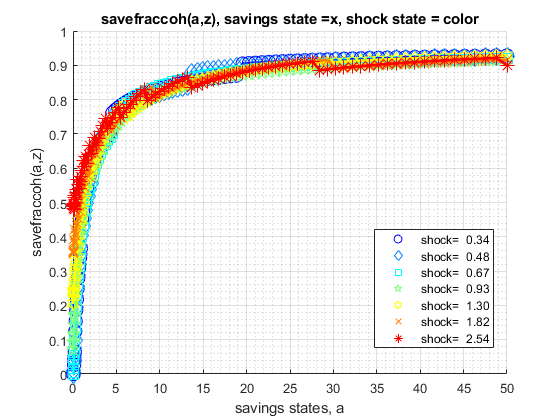 savefraccoh(a,z), savings state =x, shock state = color
1
0.9
0.8
0.7
0.6
0.5
0.4
0.3
0.2
0.1
0
savefraccoh(a,z)
shock= 0.34
shock= 0.48
shock= 0.67
shock= 0.93
shock= 1.30
shock= 1.82
shock= 2.54
0 5 10 15 20 25 30 35 40 45 50
savings states, a